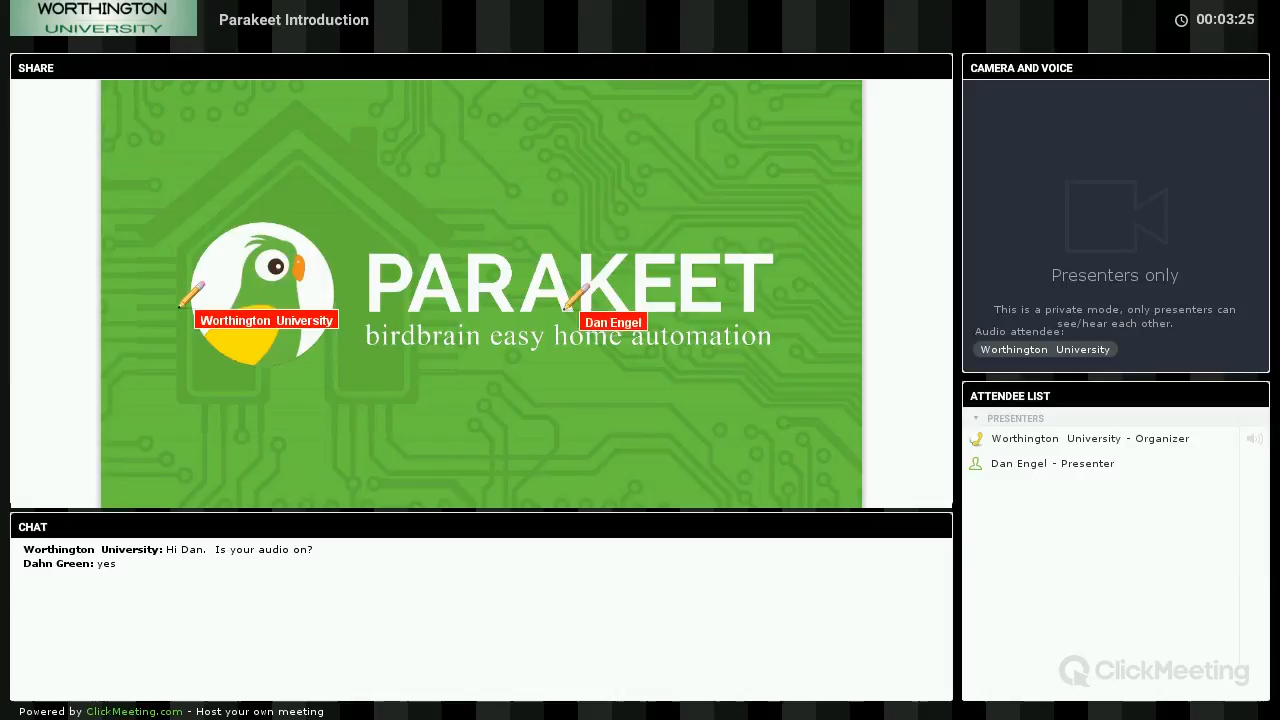 WORTHINGTON
UNIVERSITY
Parakeet Introduction
00:03:25
SHARE
PARAKEET
birdbrain easy home automation
Worthington University
Dan Engel
CAMERA AND VOICE
Presenters only
This is a private mode, only presenters can
see/hear each other.
Audio attendee:
Worthington University
ATTENDEE LIST
PRESENTERS
Worthington University - Organizer
Dan Engel - Presenter
ClickMeeting
CHAT
Worthington University: Hi Dan. Is your audio on?
Dahn Green: yes
Powered by ClickMeeting.com - Host your own meeting